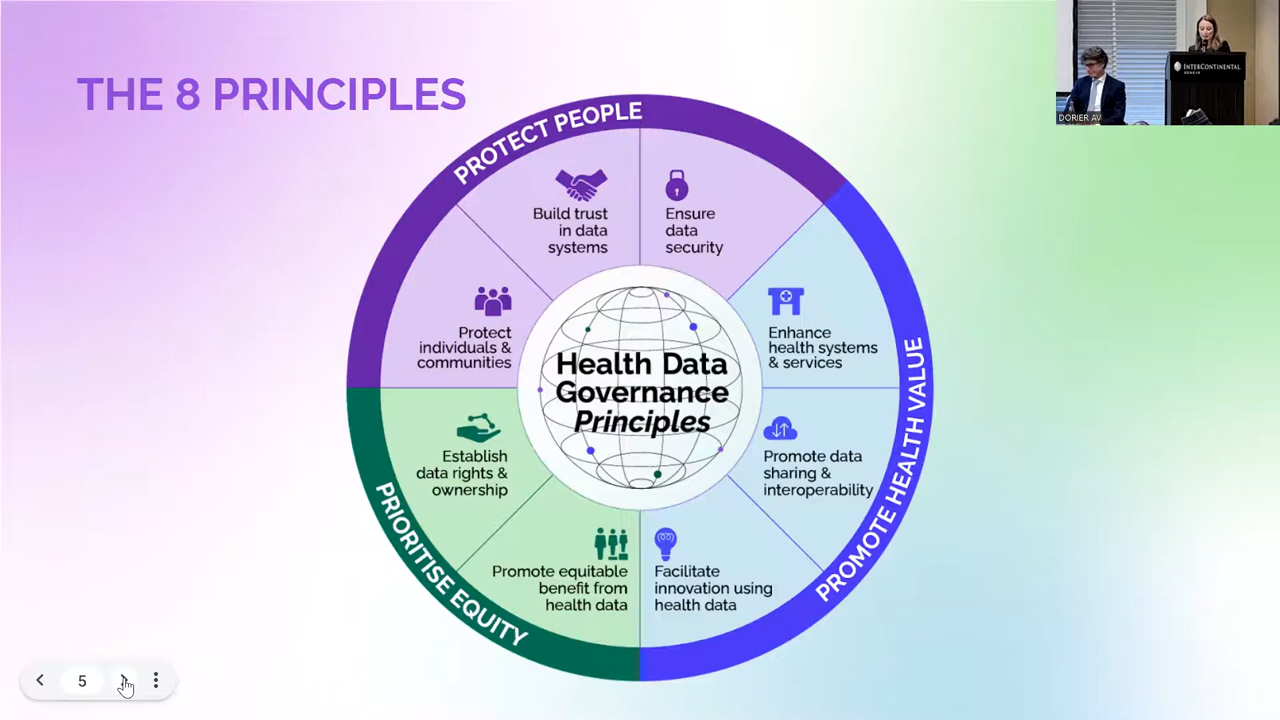 THE 8 PRINCIPLES
PROTECT PEOPLE
Build trust
in data
systems
Ensure
data
security
Protect
individuals &
communities
Enhance
health systems
& services
Health Data
Governance
Principles
Establish
data rights &
ownership
Promote data
sharing &
interoperability
Promote equitable
benefit from
health data
Facilitate
innovation using
health data
PRIORITISE EQUITY
PROMOTE HEALTH VALUE
INTERCONTINENTAL
GENEVE
DORIER AV
5